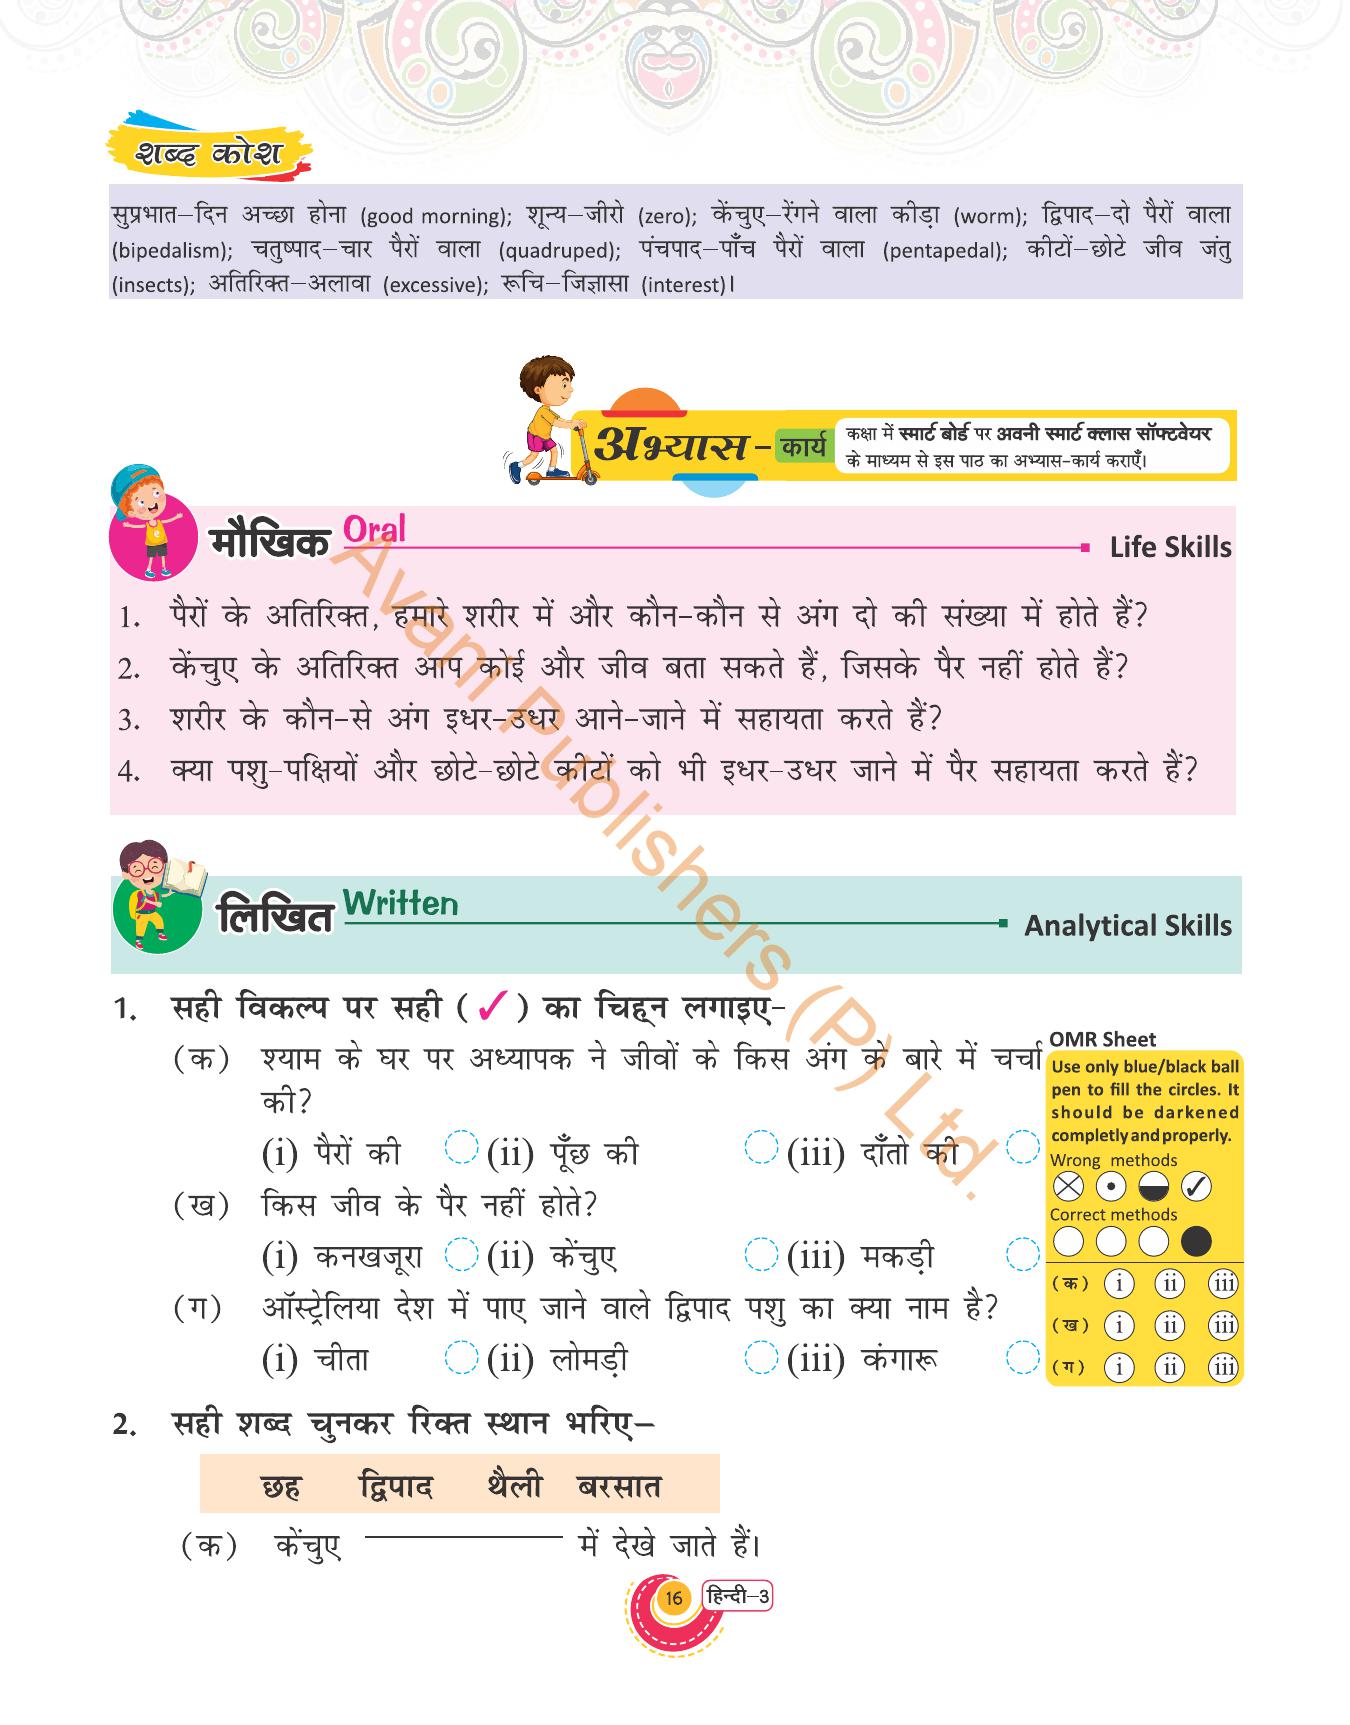 शब्द कोश
सुप्रभात–दिन अच्छा होना (good morning); शून्य–जीरो (zero); केंचुए–रेंगने वाला कीड़ा (worm); द्विपाद–दो पैरों वाला
(bipedalism); चतुष्पाद–चार पैरों वाला (quadruped); पंचपाद–पाँच पैरों वाला (pentapedal); कीटों–छोटे जीव जंतु
(insects); अतिरिक्त–अलावा (excessive); रूचि–जिज्ञासा (interest)।
अभ्यास – कार्य
कक्षा में स्मार्ट बोर्ड पर अवनी स्मार्ट क्लास सॉफ्टवेयर
के माध्यम से इस पाठ का अभ्यास-कार्य कराएँ।
मौखिक Oral Life Skills
1. पैरों के अतिरिक्त, हमारे शरीर में और कौन-कौन से अंग दो की संख्या में होते हैं?
2. केंचुए के अतिरिक्त आप कोई और जीव बता सकते हैं, जिसके पैर नहीं होते हैं?
3. शरीर के कौन-से अंग इधर-उधर आने-जाने में सहायता करते हैं?
4. क्या पशु-पक्षियों और छोटे-छोटे कीटों को भी इधर-उधर जाने में पैर सहायता करते हैं?
लिखित Written Analytical Skills
1. सही विकल्प पर सही (✓) का चिह्न लगाइए-
(क) श्याम के घर पर अध्यापक ने जीवों के किस अंग के बारे में चर्चा
की?
(i) पैरों की (ii) पूँछ की (iii) दाँतो की
(ख) किस जीव के पैर नहीं होते?
(i) कनखजूरा (ii) केंचुए (iii) मकड़ी
(ग) ऑस्ट्रेलिया देश में पाए जाने वाले द्विपाद पशु का क्या नाम है?
(i) चीता (ii) लोमड़ी (iii) कंगारू
OMR Sheet
Use only blue/black ball
pen to fill the circles. It
should be darkened
completly and properly.
Wrong methods
Correct methods
(क) i ii iii
(ख) i ii iii
(ग) i ii iii
2. सही शब्द चुनकर रिक्त स्थान भरिए–
छह द्विपाद थैली बरसात
(क) केंचुए ________ में देखे जाते हैं।
16 हिन्दी–3
Avani Publishers (P) Ltd.